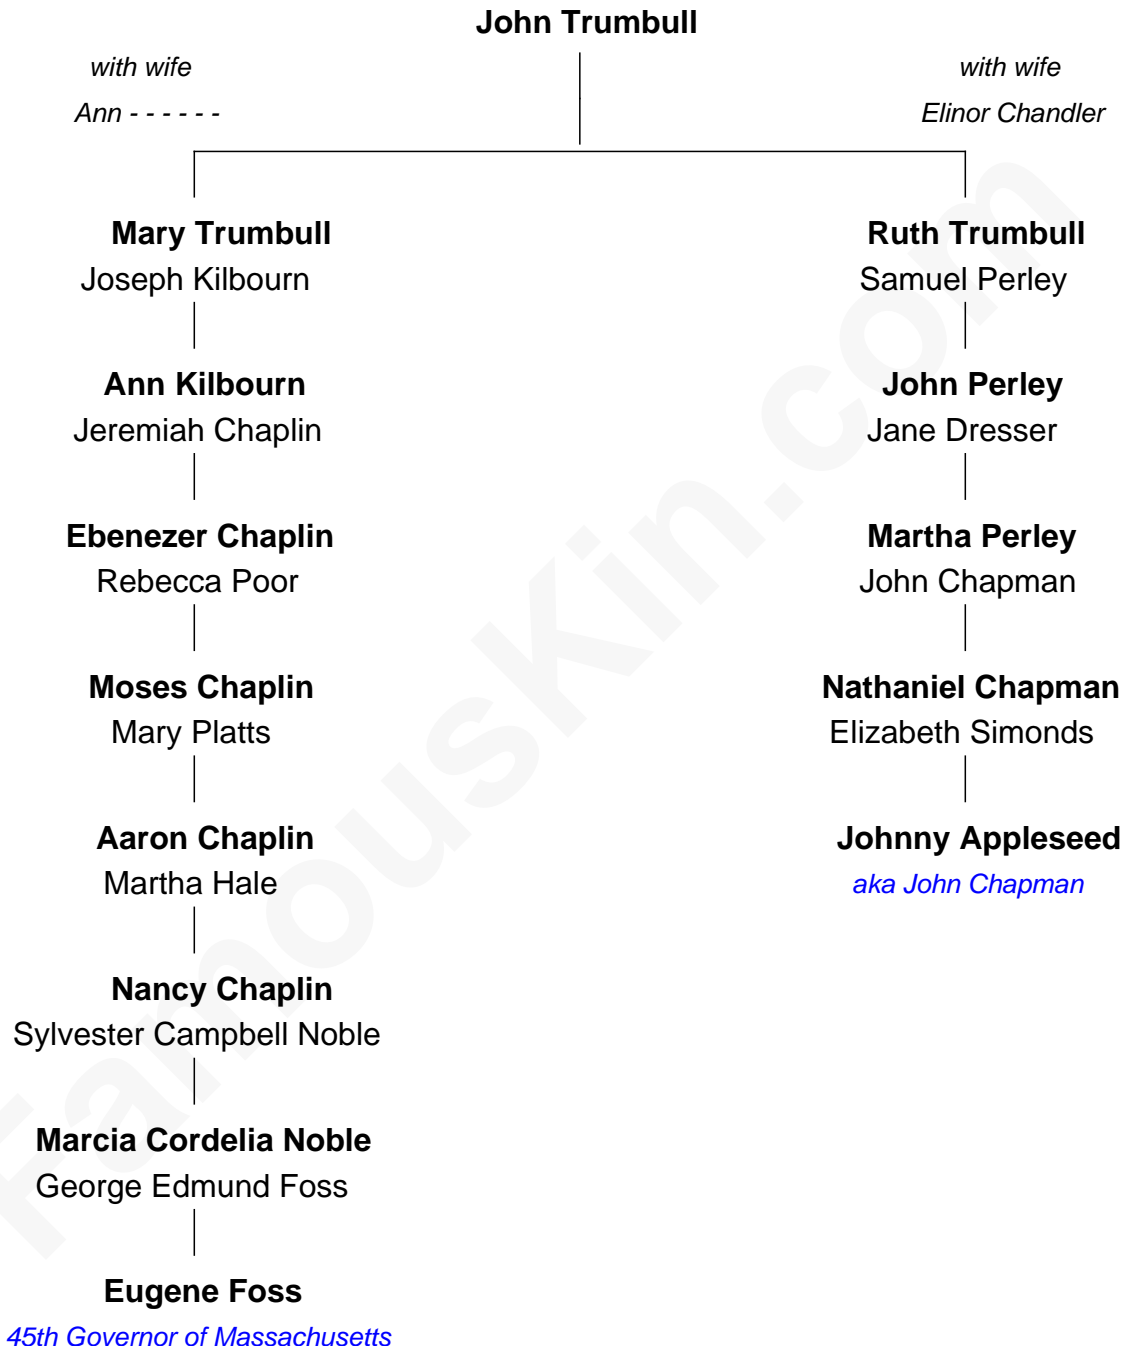 John Trumbull
with wife
Ann - - - - - -
with wife
Elinor Chandler
Mary Trumbull
Joseph Kilbourn
Ruth Trumbull
Samuel Perley
Ann Kilbourn
Jeremiah Chaplin
John Perley
Jane Dresser
Ebenezer Chaplin
Rebecca Poor
Martha Perley
John Chapman
Moses Chaplin
Mary Platts
Nathaniel Chapman
Elizabeth Simonds
Aaron Chaplin
Martha Hale
Johnny Appleseed
aka John Chapman
Nancy Chaplin
Sylvester Campbell Noble
Marcia Cordelia Noble
George Edmund Foss
Eugene Foss
45th Governor of Massachusetts
FamousKin.com